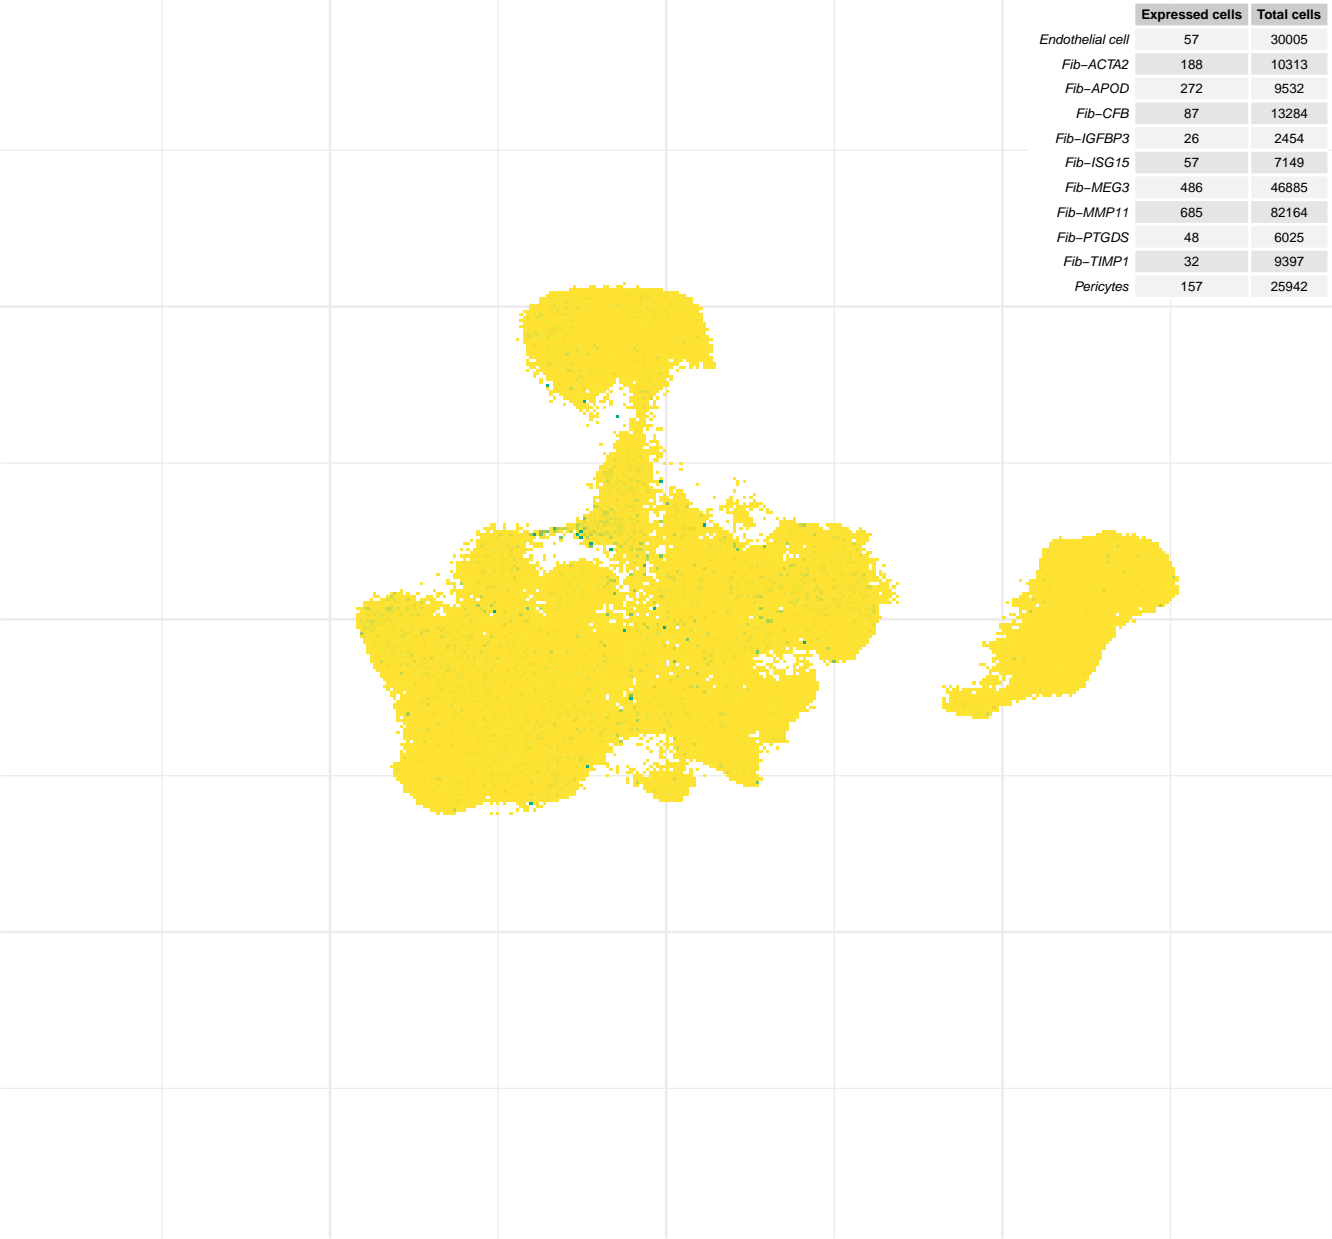 Expressed cells Total cells
Endothelial cell 57 30005
Fib−ACTA2 188 10313
Fib−APOD 272 9532
Fib−CFB 87 13284
Fib−IGFBP3 26 2454
Fib−ISG15 57 7149
Fib−MEG3 486 46885
Fib−MMP11 685 82164
Fib−PTGDS 48 6025
Fib−TIMP1 32 9397
Pericytes 157 25942